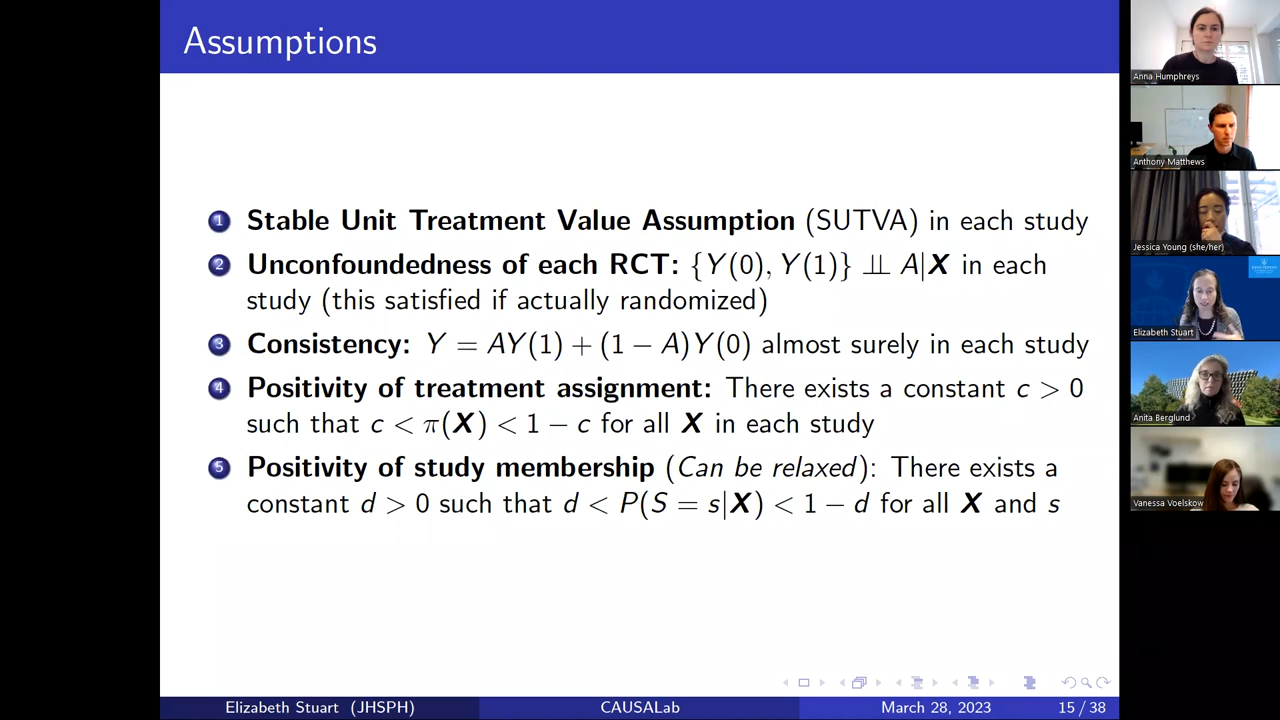 Assumptions
1 Stable Unit Treatment Value Assumption (SUTVA) in each study
2 Unconfoundedness of each RCT: {Y(0), Y(1)} ⫫ A|X in each
study (this satisfied if actually randomized)
3 Consistency: Y = AY(1) + (1 − A)Y(0) almost surely in each study
4 Positivity of treatment assignment: There exists a constant c > 0
such that c < π(X) < 1 − c for all X in each study
5 Positivity of study membership (Can be relaxed): There exists a
constant d > 0 such that d < P(S = s|X) < 1 − d for all X and s
Elizabeth Stuart (JHSPH) CAUSALab March 28, 2023 15 / 38
Anna Humphreys
Anthony Matthews
Jessica Young (she/her)
Elizabeth Stuart
Anita Berglund
Vanessa Voelskow